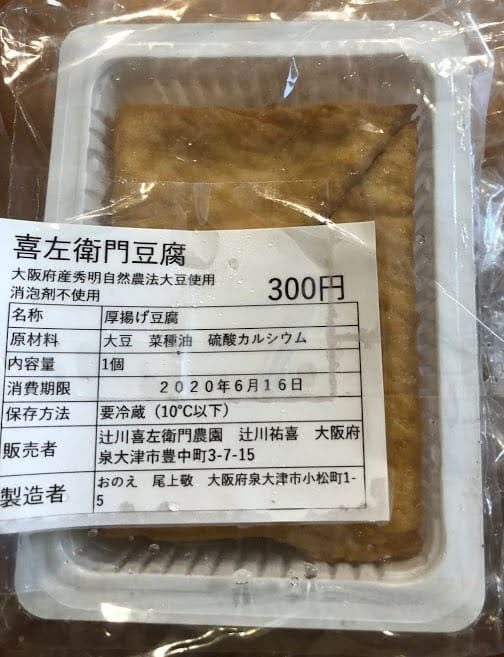 喜左衛門豆腐
大阪府産秀明自然農法大豆使用
消泡剤不使用
300円
名称 厚揚げ豆腐
原材料 大豆 菜種油 硫酸カルシウム
内容量 1個
消費期限 2020年6月16日
保存方法 要冷蔵（10℃以下）
販売者 辻川喜左衛門農園 辻川祐喜 大阪府
泉大津市豊中町3-7-15
製造者 おのえ 尾上敬 大阪府泉大津市小松町1-
5